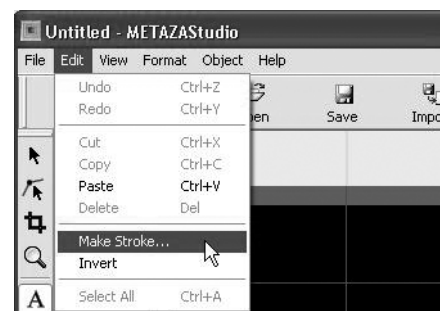 Untitled - METAZAStudio
File Edit View Format Object Help
Undo Ctrl+Z
Redo Ctrl+Y
Cut Ctrl+X
Copy Ctrl+C
Paste Ctrl+V
Delete Del
Make Stroke...
Invert
Select All Ctrl+A
Save
A